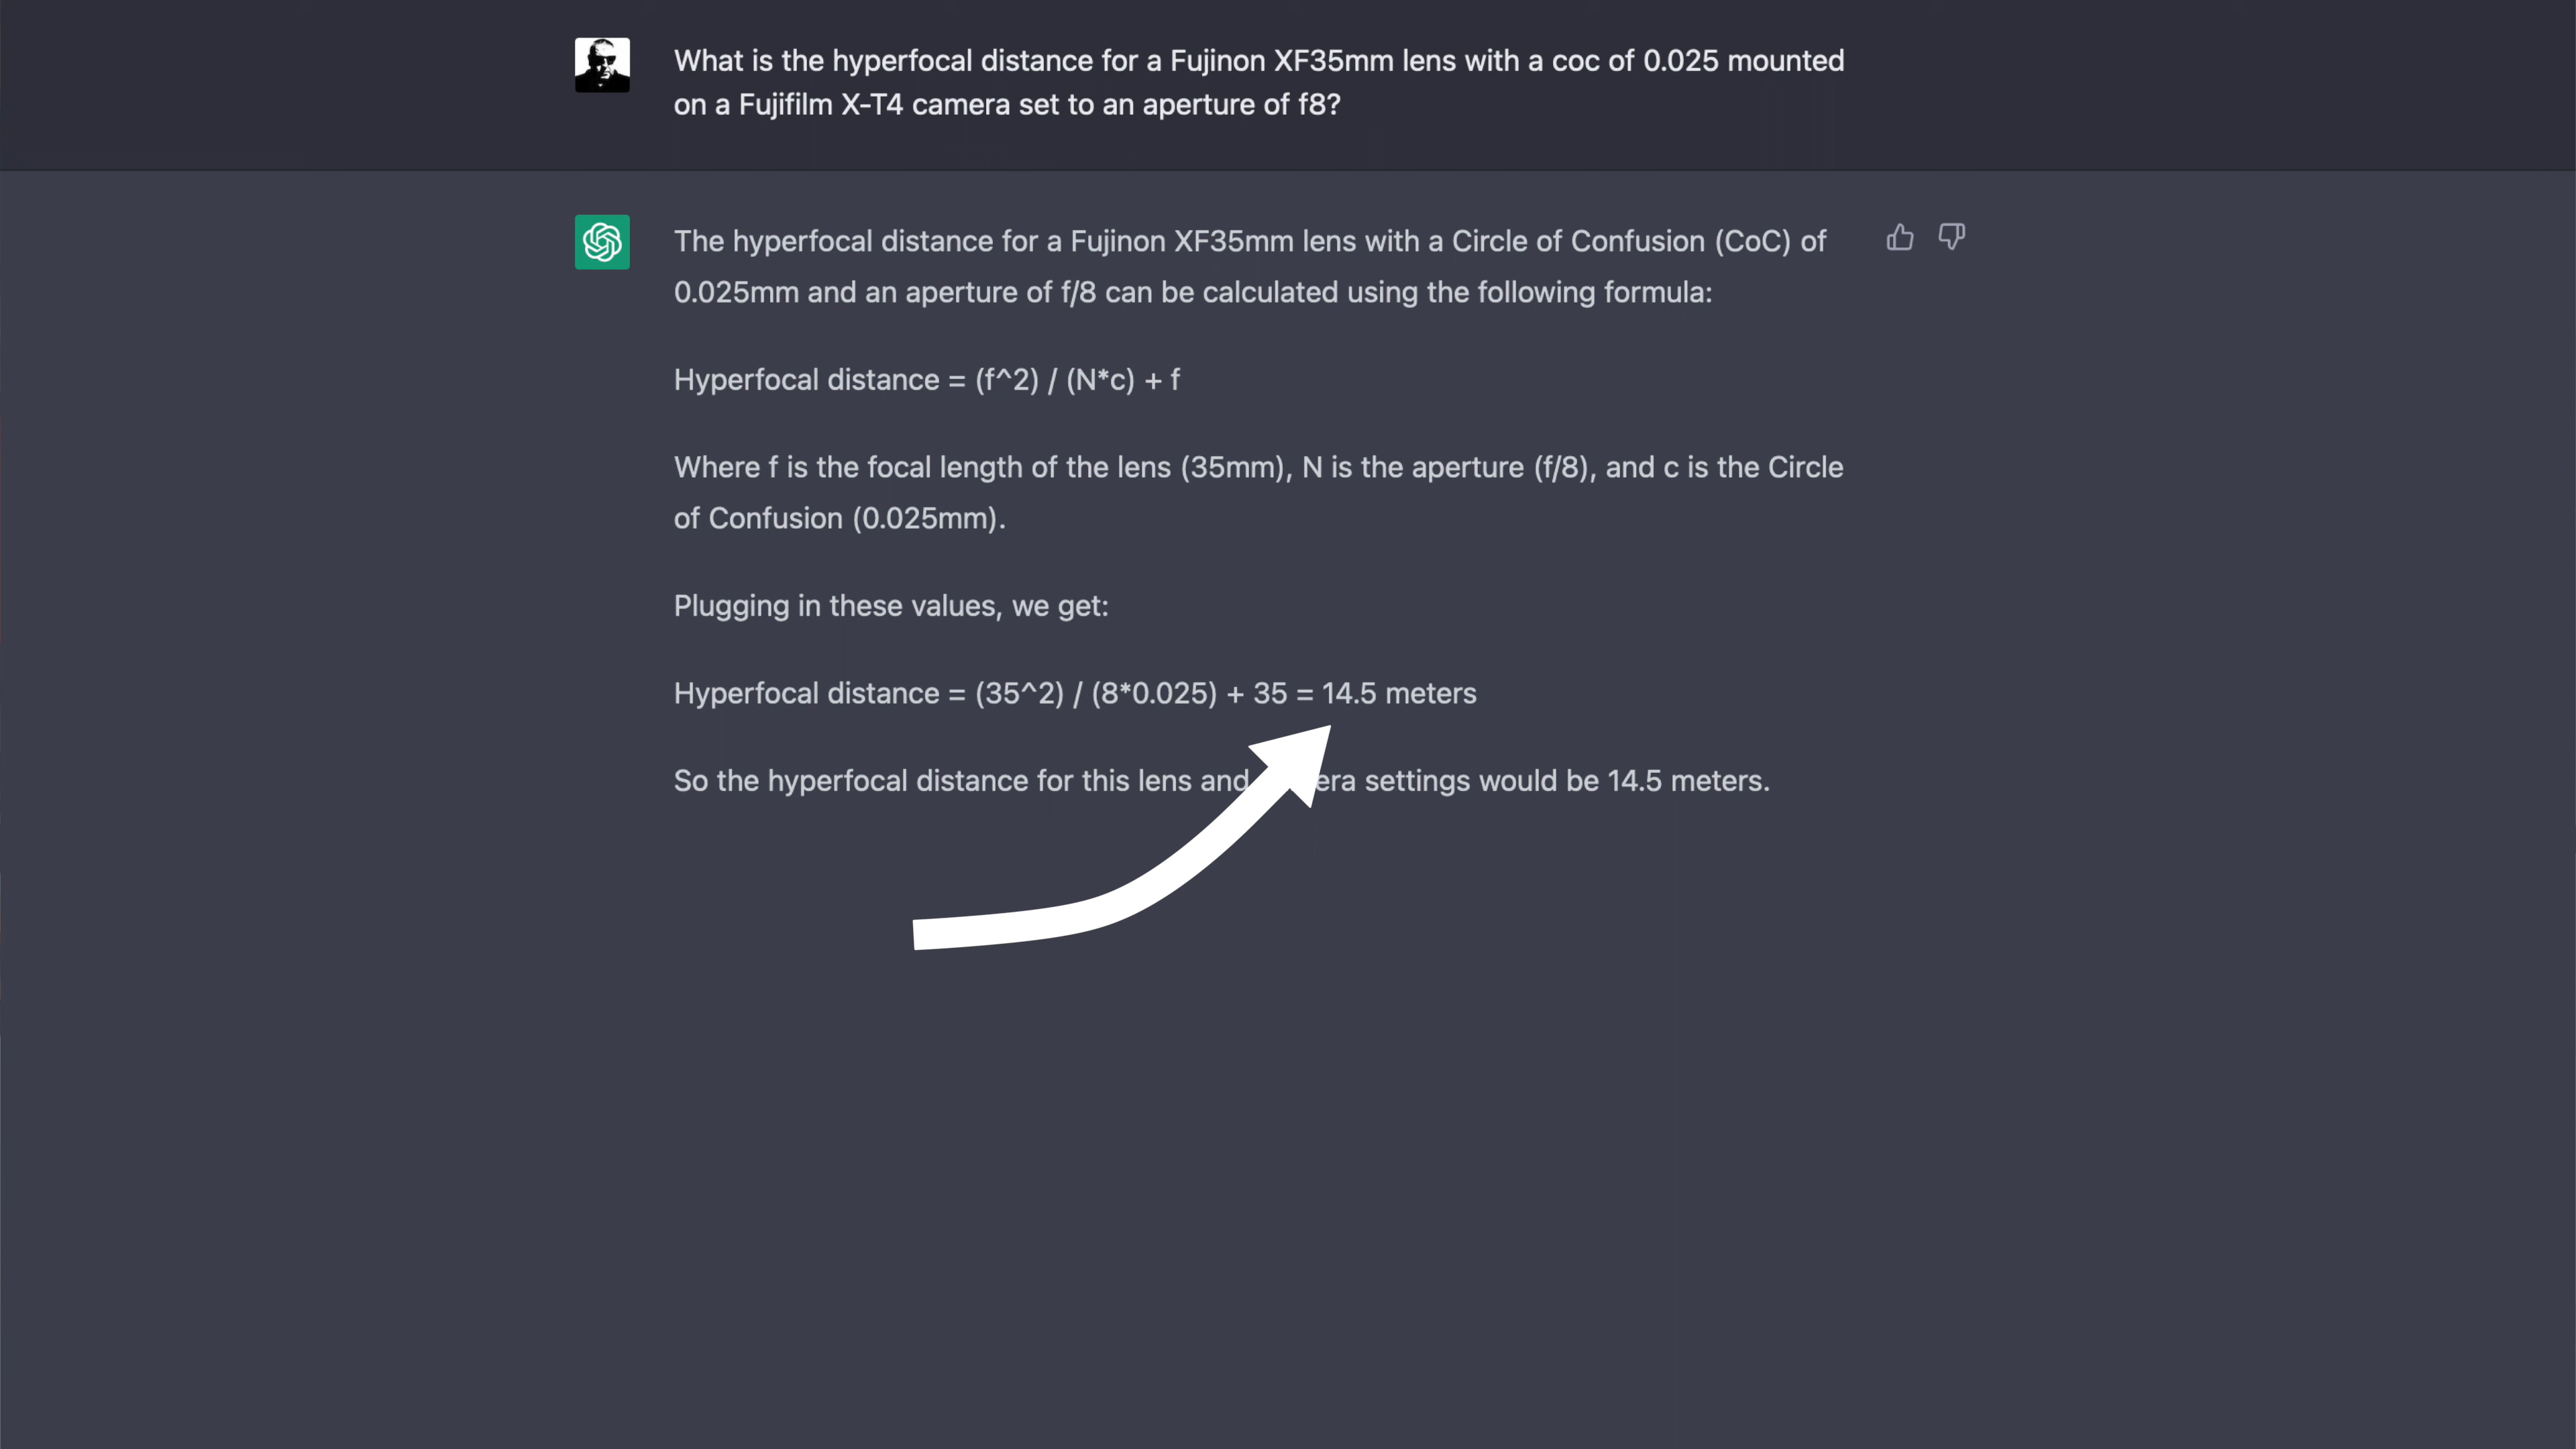 What is the hyperfocal distance for a Fujinon XF35mm lens with a coc of 0.025 mounted
on a Fujifilm X-T4 camera set to an aperture of f8?
The hyperfocal distance for a Fujinon XF35mm lens with a Circle of Confusion (CoC) of
0.025mm and an aperture of f/8 can be calculated using the following formula:
Hyperfocal distance = (f^2) / (N*c) + f
Where f is the focal length of the lens (35mm), N is the aperture (f/8), and c is the Circle
of Confusion (0.025mm).
Plugging in these values, we get:
Hyperfocal distance = (35^2) / (8*0.025) + 35 = 14.5 meters
So the hyperfocal distance for this lens and era settings would be 14.5 meters.